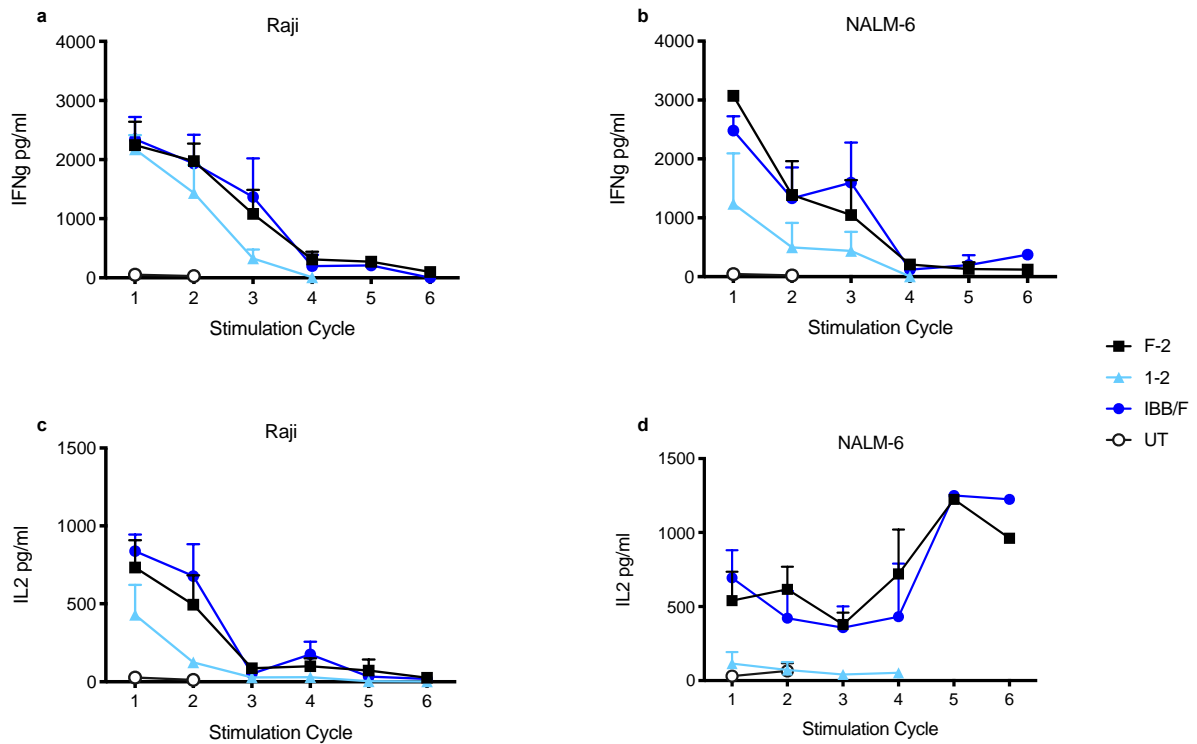 a
Raji
4000
3000
2000
1000
0
IFNg pg/ml
1 2 3 4 5 6
Stimulation Cycle
b
NALM-6
4000
3000
2000
1000
0
IFNg pg/ml
1 2 3 4 5 6
Stimulation Cycle
F-2
1-2
IBB/F
UT
c
Raji
1500
1000
500
0
IL2 pg/ml
1 2 3 4 5 6
Stimulation Cycle
d
NALM-6
1500
1000
500
0
IL2 pg/ml
1 2 3 4 5 6
Stimulation Cycle